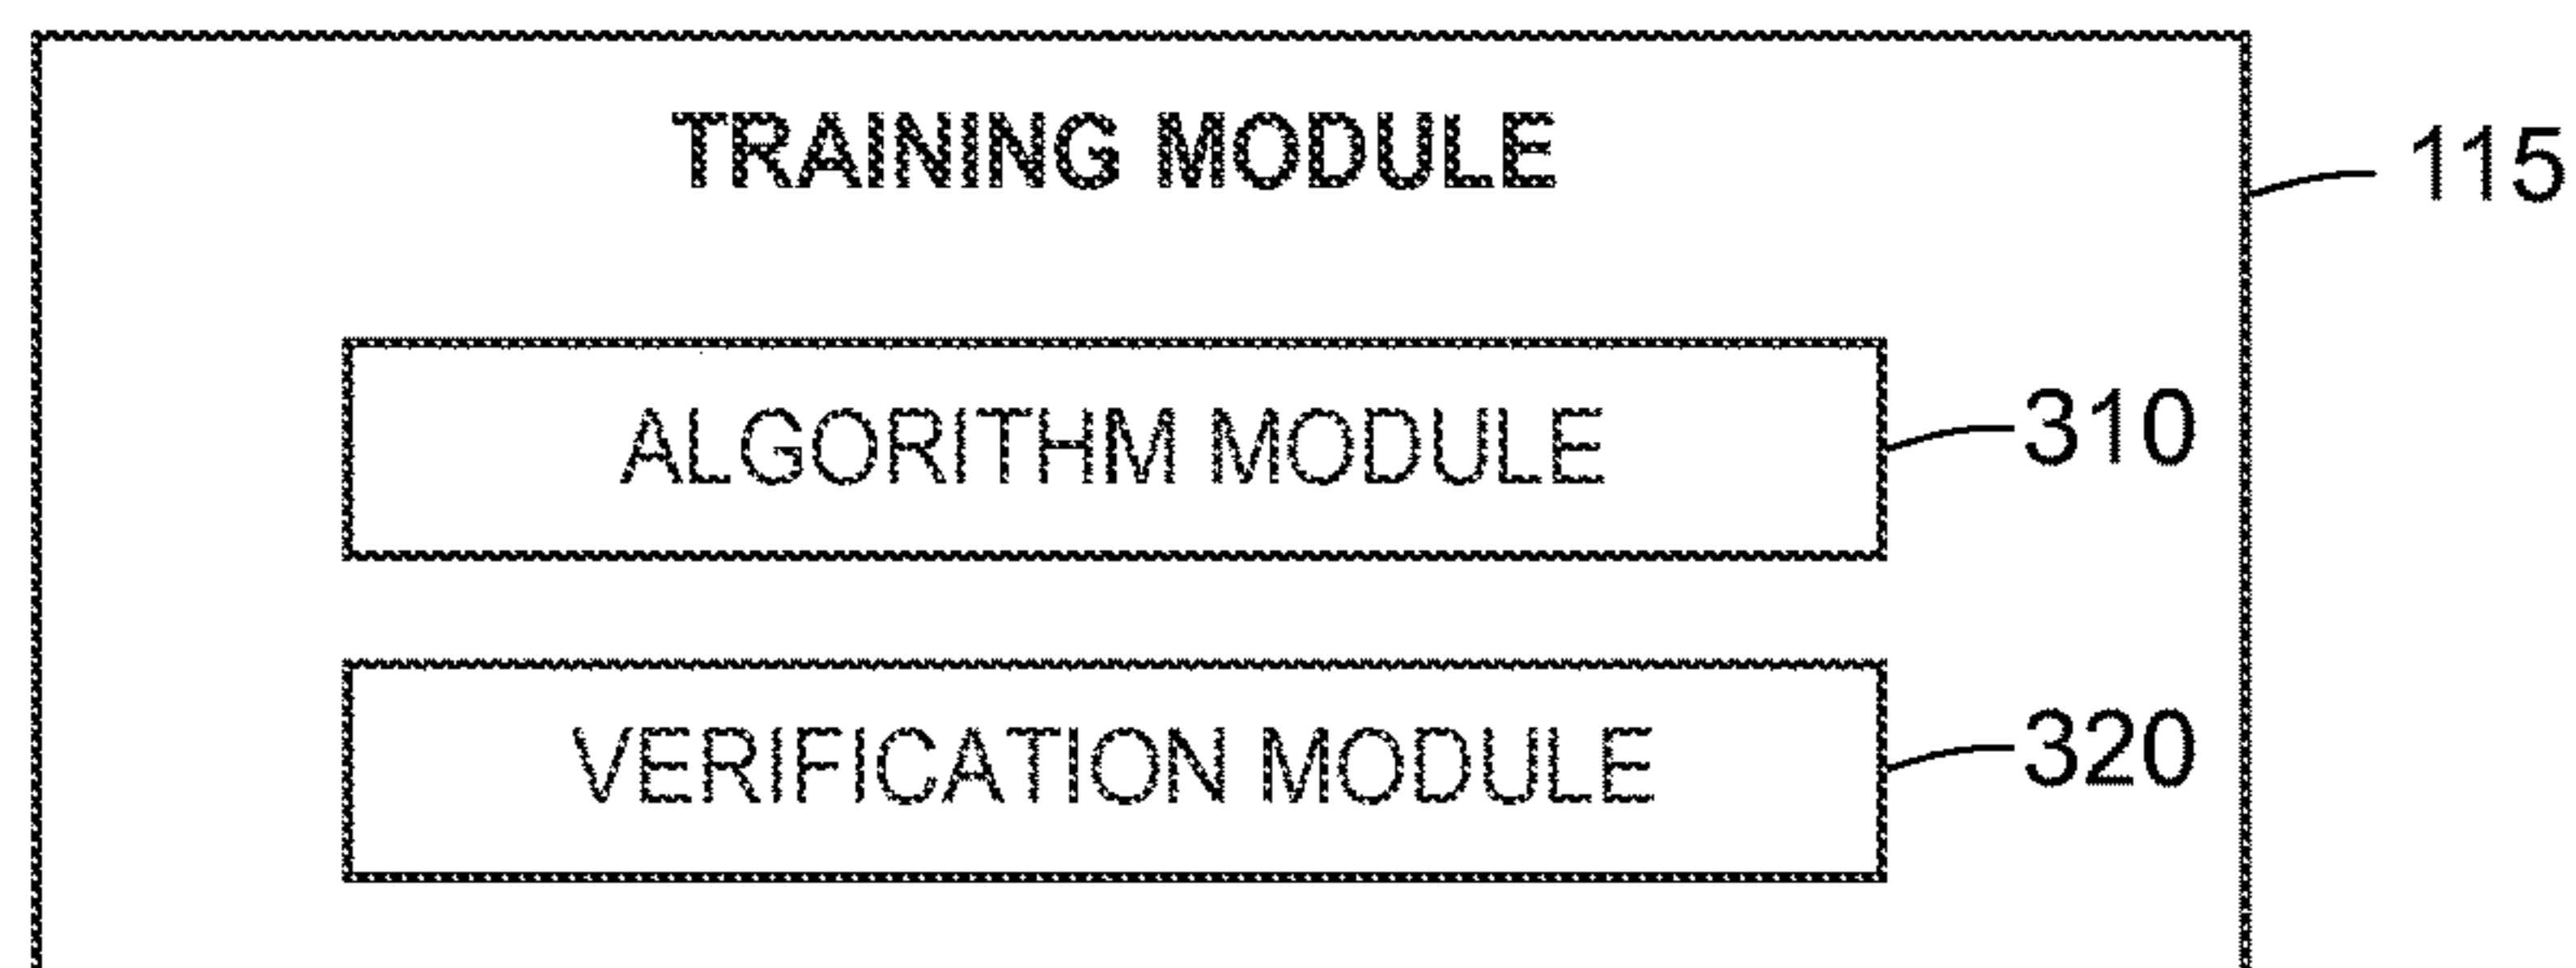 TRAINING MODULE
115
ALGORITHM MODULE
310
VERIFICATION MODULE
320